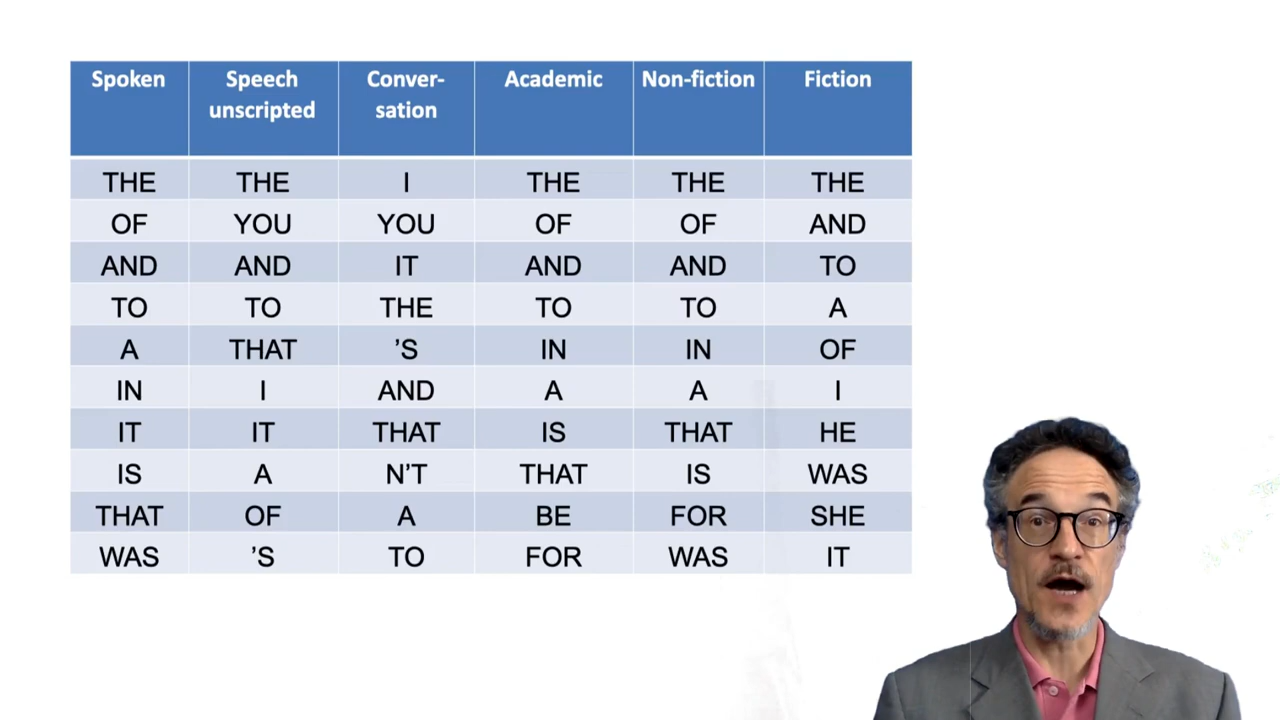 Spoken Speech unscripted Conver-sation Academic Non-fiction Fiction
THE THE I THE THE THE
OF YOU YOU OF OF AND
AND AND IT AND AND TO
TO TO THE TO TO A
A THAT ’S IN IN OF
IN I AND A A I
IT IT THAT IS THAT HE
IS A N’T THAT IS WAS
THAT OF A BE FOR SHE
WAS ’S TO FOR WAS IT